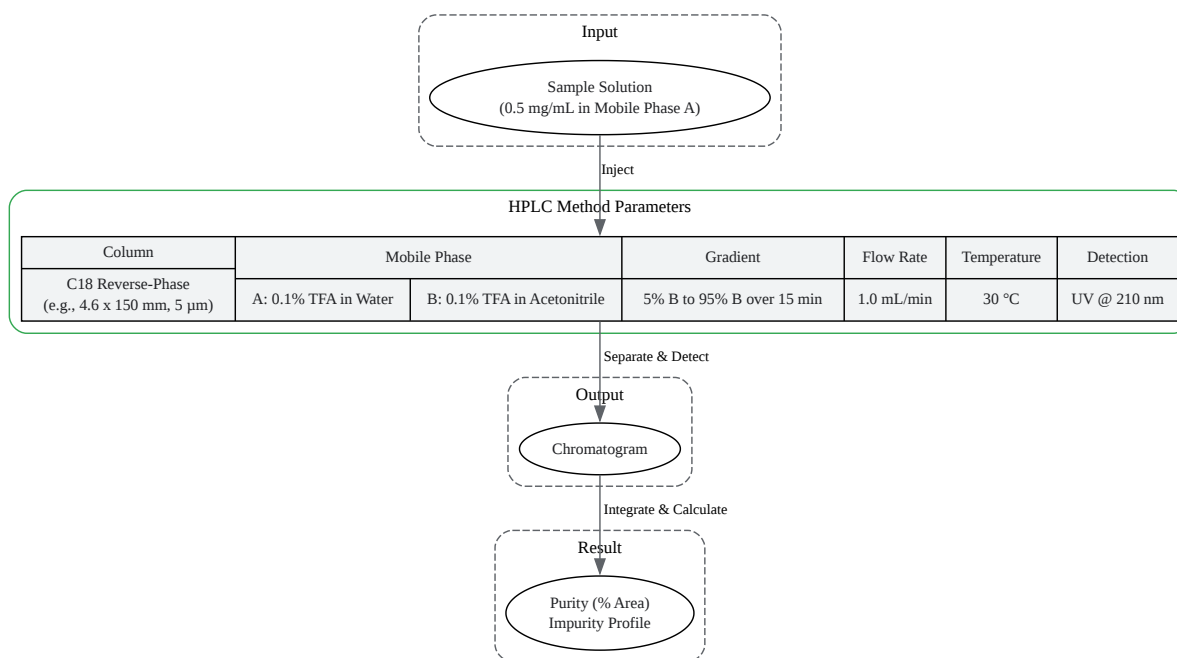 Input
Sample Solution
(0.5 mg/mL in Mobile Phase A)
Inject
HPLC Method Parameters
Column
Mobile Phase
Gradient
Flow Rate
Temperature
Detection
C18 Reverse-Phase
(e.g., 4.6 x 150 mm, 5 µm)
A: 0.1% TFA in Water
B: 0.1% TFA in Acetonitrile
5% B to 95% B over 15 min
1.0 mL/min
30 °C
UV @ 210 nm
Separate & Detect
Output
Chromatogram
Integrate & Calculate
Result
Purity (% Area)
Impurity Profile